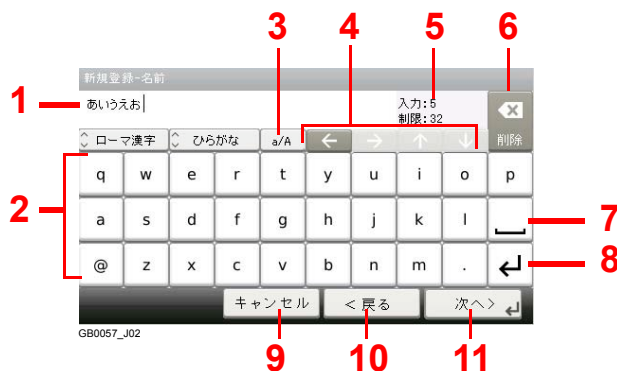 3 4 5 6
新規登録-名前
1 あいうえお 入力:5
制限:32
ローマ漢字 ひらがな a/A ← → ↑ ↓ 削除
2 q w e r t y u i o p
a s d f g h j k l 7
@ z x c v b n m . 8
キャンセル <戻る 次へ>
GB0057_J02
9 10 11